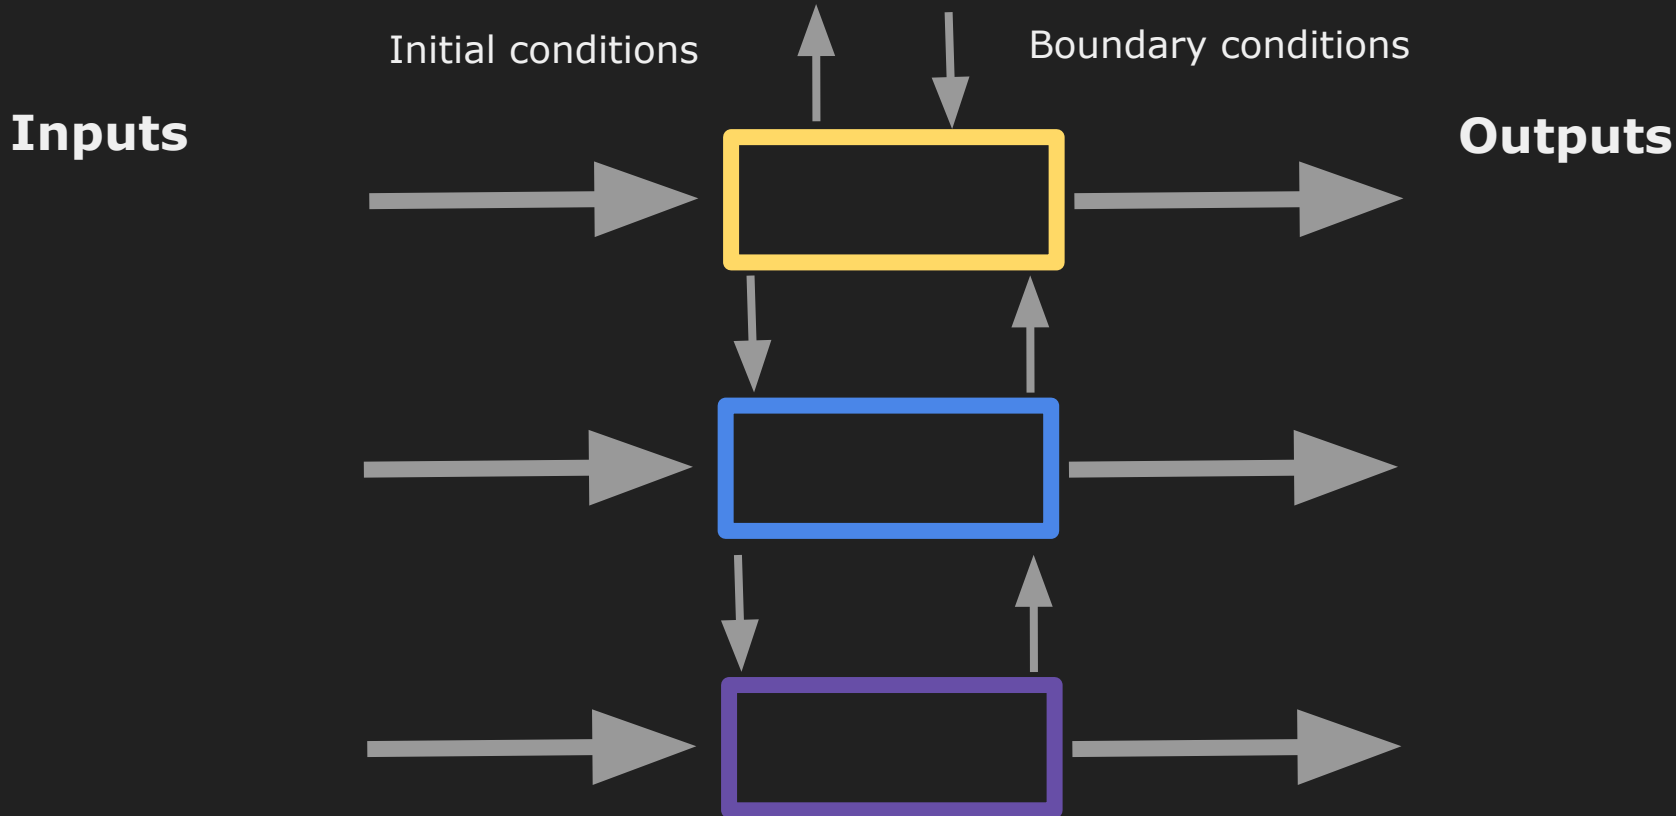 Initial conditions
Boundary conditions
Inputs
Outputs